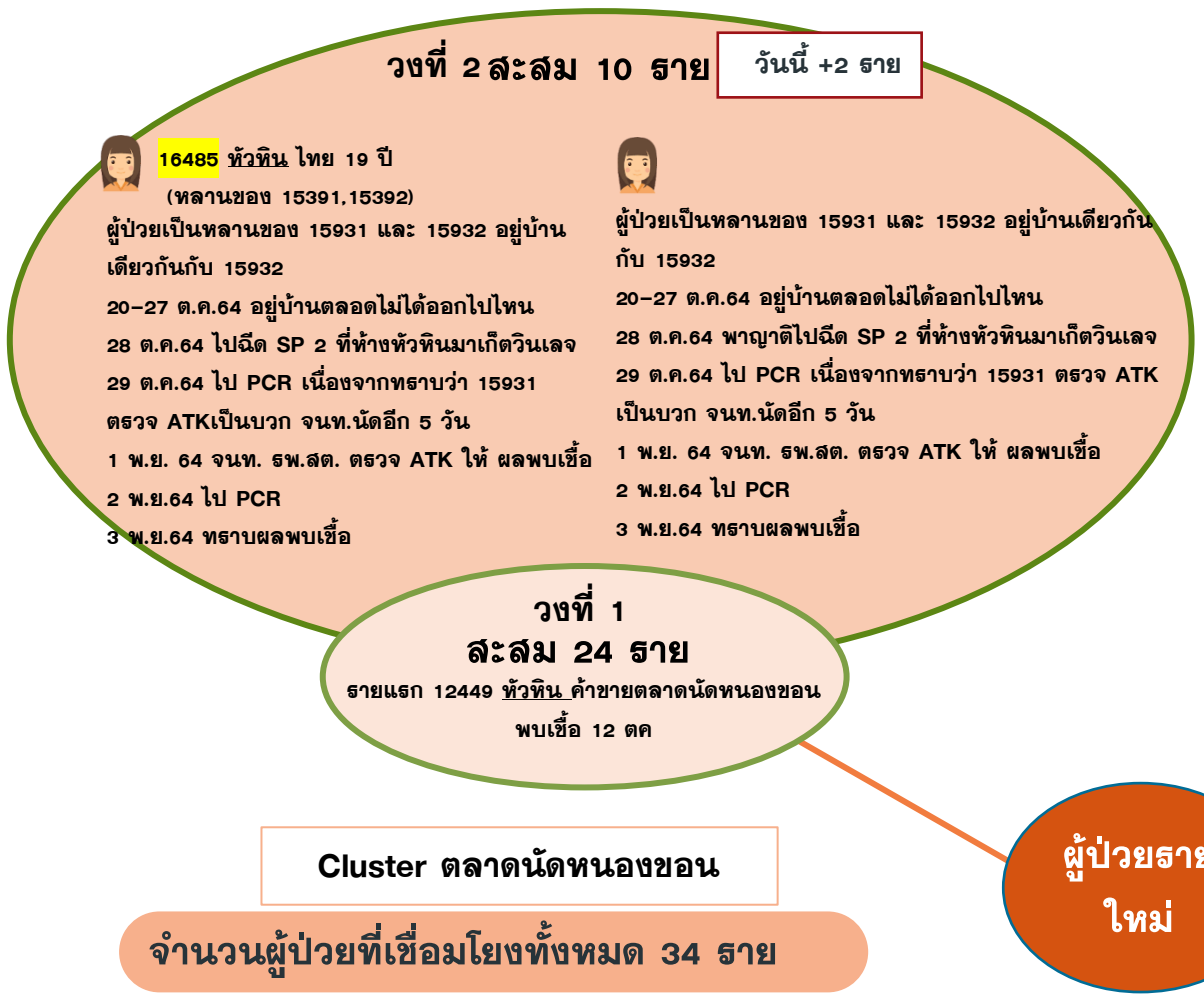 วงที่ 2 สะสม 10 ราย
วันนี้ +2 ราย
16485 หัวหิน ไทย 19 ปี
(หลานของ 15391,15392)
ผู้ป่วยเป็นหลานของ 15931 และ 15932 อยู่บ้าน
เดียวกันกับ 15932
20-27 ต.ค.64 อยู่บ้านตลอดไม่ได้ออกไปไหน
28 ต.ค.64 ไปฉีด SP 2 ที่ห้างหัวหินมาเก็ตวินเลจ
29 ต.ค.64 ไป PCR เนื่องจากทราบว่า 15931
ตรวจ ATKเป็นบวก จนท.นัดอีก 5 วัน
1 พ.ย. 64 จนท. รพ.สต. ตรวจ ATK ให้ ผลพบเชื้อ
2 พ.ย.64 ไป PCR
3 พ.ย.64 ทราบผลพบเชื้อ
ผู้ป่วยเป็นหลานของ 15931 และ 15932 อยู่บ้านเดียวกัน
กับ 15932
20-27 ต.ค.64 อยู่บ้านตลอดไม่ได้ออกไปไหน
28 ต.ค.64 พาญาติไปฉีด SP 2 ที่ห้างหัวหินมาเก็ตวินเลจ
29 ต.ค.64 ไป PCR เนื่องจากทราบว่า 15931 ตรวจ ATK
เป็นบวก จนท.นัดอีก 5 วัน
1 พ.ย. 64 จนท. รพ.สต. ตรวจ ATK ให้ ผลพบเชื้อ
2 พ.ย.64 ไป PCR
3 พ.ย.64 ทราบผลพบเชื้อ
วงที่ 1
สะสม 24 ราย
รายแรก 12449 หัวหิน ค้าขายตลาดนัดหนองขอน
พบเชื้อ 12 ตค
Cluster ตลาดนัดหนองขอน
จำนวนผู้ป่วยที่เชื่อมโยงทั้งหมด 34 ราย
ผู้ป่วยราย
ใหม่